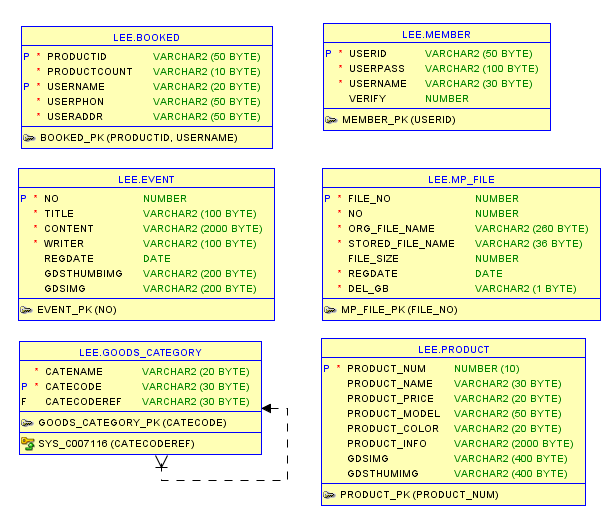 LEE.BOOKED
P * PRODUCTID VARCHAR2 (50 BYTE)
* PRODUCTCOUNT VARCHAR2 (10 BYTE)
P * USERNAME VARCHAR2 (20 BYTE)
* USERPHON VARCHAR2 (50 BYTE)
* USERADDR VARCHAR2 (50 BYTE)
BOOKED_PK (PRODUCTID, USERNAME)
LEE.MEMBER
P * USERID VARCHAR2 (50 BYTE)
* USERPASS VARCHAR2 (100 BYTE)
* USERNAME VARCHAR2 (30 BYTE)
VERIFY NUMBER
MEMBER_PK (USERID)
LEE.EVENT
P * NO NUMBER
* TITLE VARCHAR2 (100 BYTE)
* CONTENT VARCHAR2 (2000 BYTE)
* WRITER VARCHAR2 (100 BYTE)
REGDATE DATE
GDSTHUMBIMG VARCHAR2 (200 BYTE)
GDSIMG VARCHAR2 (200 BYTE)
EVENT_PK (NO)
LEE.MP_FILE
P * FILE_NO NUMBER
* NO NUMBER
* ORG_FILE_NAME VARCHAR2 (260 BYTE)
* STORED_FILE_NAME VARCHAR2 (36 BYTE)
FILE_SIZE NUMBER
* REGDATE DATE
* DEL_GB VARCHAR2 (1 BYTE)
MP_FILE_PK (FILE_NO)
LEE.GOODS_CATEGORY
* CATENAME VARCHAR2 (20 BYTE)
P * CATECODE VARCHAR2 (30 BYTE)
F CATECODEREF VARCHAR2 (30 BYTE)
GOODS_CATEGORY_PK (CATECODE)
SYS_C007116 (CATECODEREF)
LEE.PRODUCT
P * PRODUCT_NUM NUMBER (10)
PRODUCT_NAME VARCHAR2 (30 BYTE)
PRODUCT_PRICE VARCHAR2 (20 BYTE)
PRODUCT_MODEL VARCHAR2 (50 BYTE)
PRODUCT_COLOR VARCHAR2 (20 BYTE)
PRODUCT_INFO VARCHAR2 (2000 BYTE)
GDSIMG VARCHAR2 (400 BYTE)
GDSTHUMIMG VARCHAR2 (400 BYTE)
PRODUCT_PK (PRODUCT_NUM)